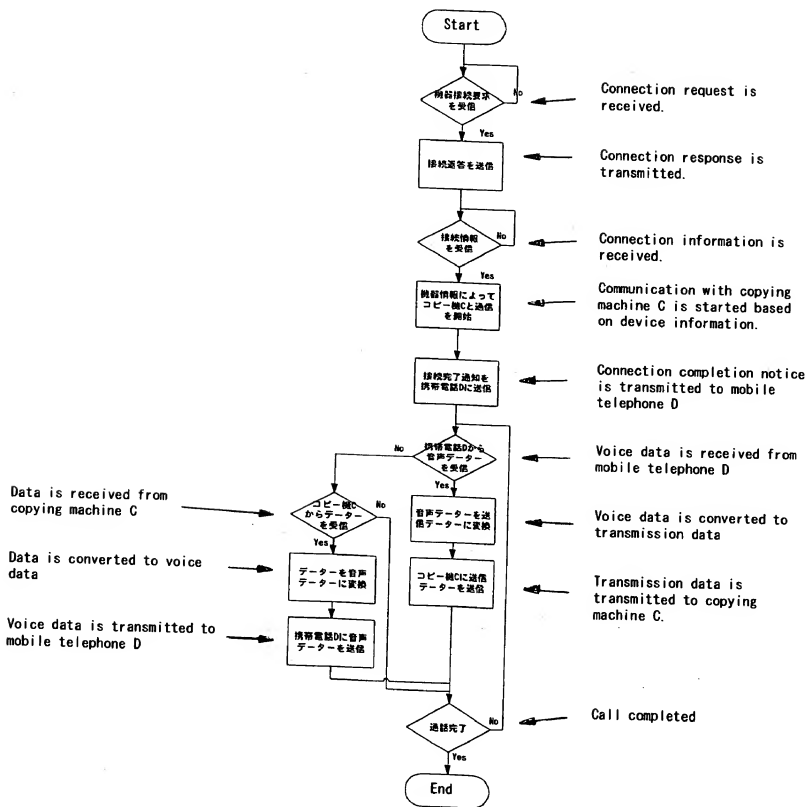 Start
機器接続要求
を受信
No
Connection request is
received.
Yes
接続返答を送信
Connection response is
transmitted.
接続情報
を受信
No
Connection information is
received.
Yes
機器情報によって
コピー機Cと通信
を開始
Communication with copying
machine C is started based
on device information.
接続完了通知を
携帯電話Dに送信
Connection completion notice
is transmitted to mobile
telephone D
携帯電話Dから
音声データーを
受信
No
Yes
Voice data is received from
mobile telephone D
Data is received from
copying machine C
コピー機C
からデーター
を受信
No
Yes
音声データーを送
信データーに変換
Voice data is converted to
transmission data
Data is converted to voice
data
データーを音声
データーに変換
コピー機Cに送信
データーを送信
Transmission data is
transmitted to copying
machine C.
Voice data is transmitted to
mobile telephone D
携帯電話Dに音声
データーを送信
通話完了
No
Call completed
Yes
End